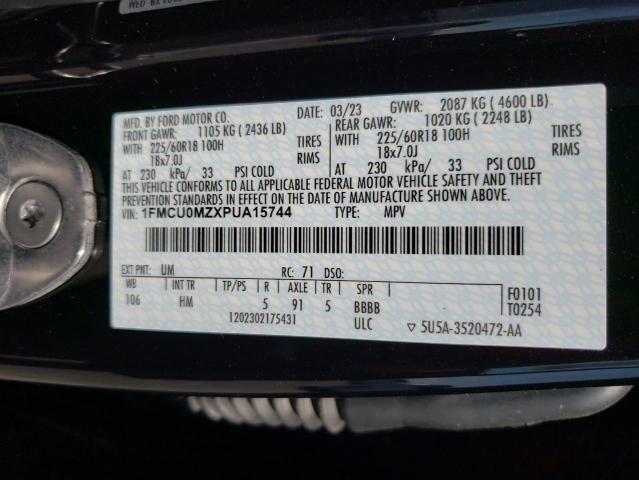 MFD. BY FORD MOTOR CO. 03/23 GVWR: 2087 KG ( 4600 LB)
FRONT GAWR: 1105 KG ( 2436 LB) REAR GAWR: 1020 KG ( 2248 LB)
WITH 225/60R18 100H TIRES WITH 225/60R18 100H TIRES
18x7.0J RIMS 18x7.0J RIMS
AT 230 kPa/ 33 PSI COLD AT 230 kPa/ 33 PSI COLD
THIS VEHICLE CONFORMS TO ALL APPLICABLE FEDERAL MOTOR VEHICLE SAFETY AND THEFT
PREVENTION STANDARDS IN EFFECT ON THE DATE OF MANUFACTURE SHOWN ABOVE.
VIN: 1FMCU0MZXPUA15744 TYPE: MPV
EXT PNT: UM RC: 71 DSO:
WB INT TR TP/PS R AXLE TR SPR F0101
106 HM 5 91 5 BBBB T0254
1202302175431 ULC ▽ 5U5A-3520472-AA